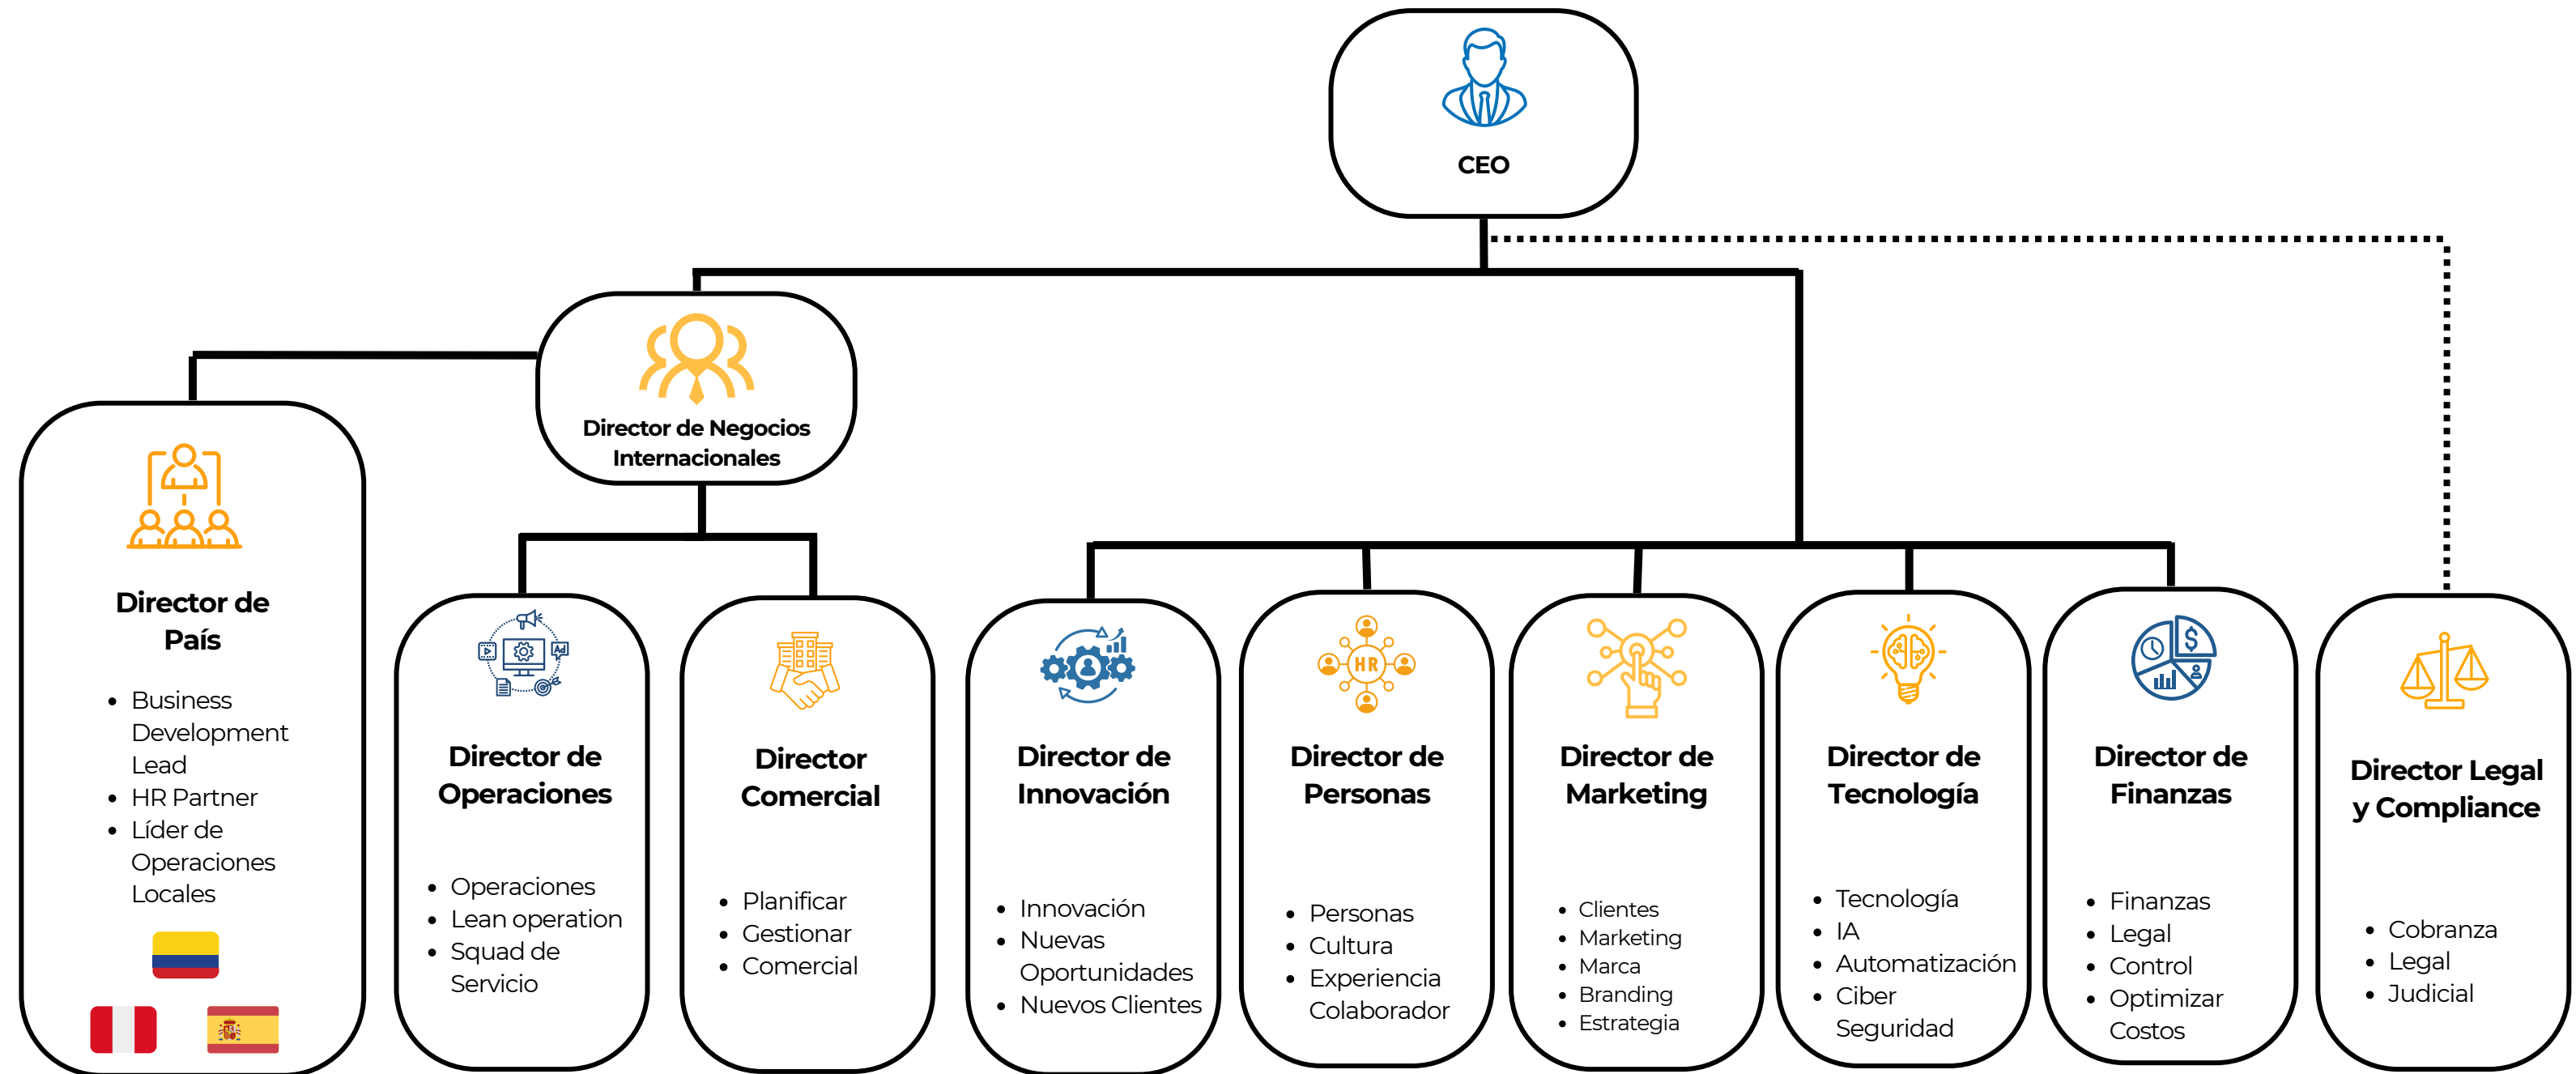 CEO
Director de Negocios
Internacionales
Director de
País
• Business
Development
Lead
• HR Partner
• Líder de
Operaciones
Locales
Director de
Operaciones
• Operaciones
• Lean operation
• Squad de
Servicio
Ad
Director
Comercial
• Planificar
• Gestionar
• Comercial
Director de
Innovación
• Innovación
• Nuevas
Oportunidades
• Nuevos Clientes
HR
Director de
Personas
• Personas
• Cultura
• Experiencia
Colaborador
Director de
Marketing
• Clientes
• Marketing
• Marca
• Branding
• Estrategia
Director de
Tecnología
• Tecnología
• IA
• Automatización
• Ciber
Seguridad
$
Director de
Finanzas
• Finanzas
• Legal
• Control
• Optimizar
Costos
Director Legal
y Compliance
• Cobranza
• Legal
• Judicial